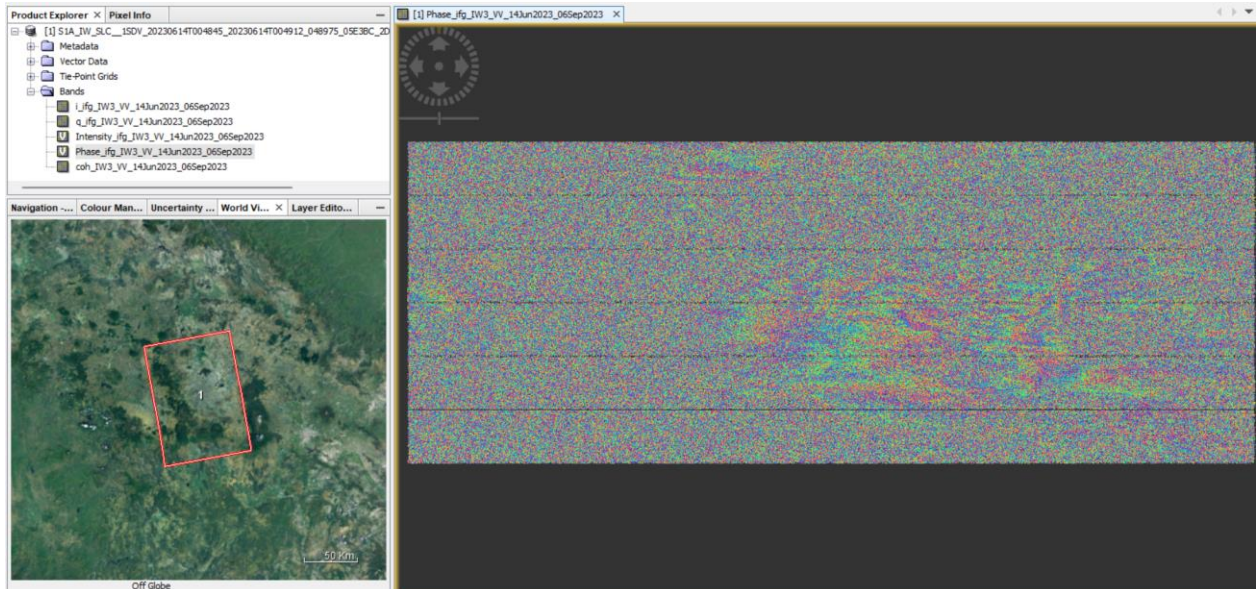 Product Explorer × Pixel Info
[1] S1A_IW_SLC__1SDV_20230614T004845_20230614T004912_048975_05E3BC_2D
Metadata
Vector Data
Tie-Point Grids
Bands
i_ifg_IW3_VV_14Jun2023_06Sep2023
q_ifg_IW3_VV_14Jun2023_06Sep2023
Intensity_ifg_IW3_VV_14Jun2023_06Sep2023
Phase_ifg_IW3_VV_14Jun2023_06Sep2023
coh_IW3_VV_14Jun2023_06Sep2023
Navigation -... Colour Man... Uncertainty ... World Vi... × Layer Edito...
1
50 Km
Off Globe
[1] Phase_ifg_IW3_VV_14Jun2023_06Sep2023 ×